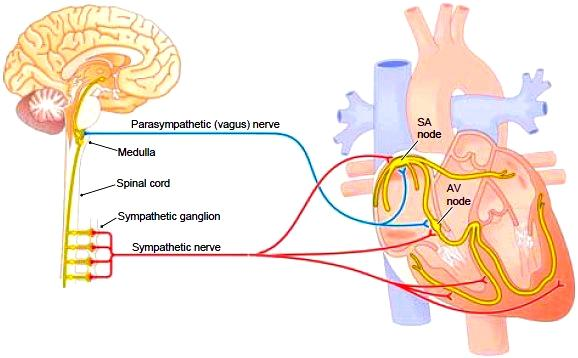 Parasympathetic (vagus) nerve
Medulla
Spinal cord
Sympathetic ganglion
Sympathetic nerve
SA
node
AV
node